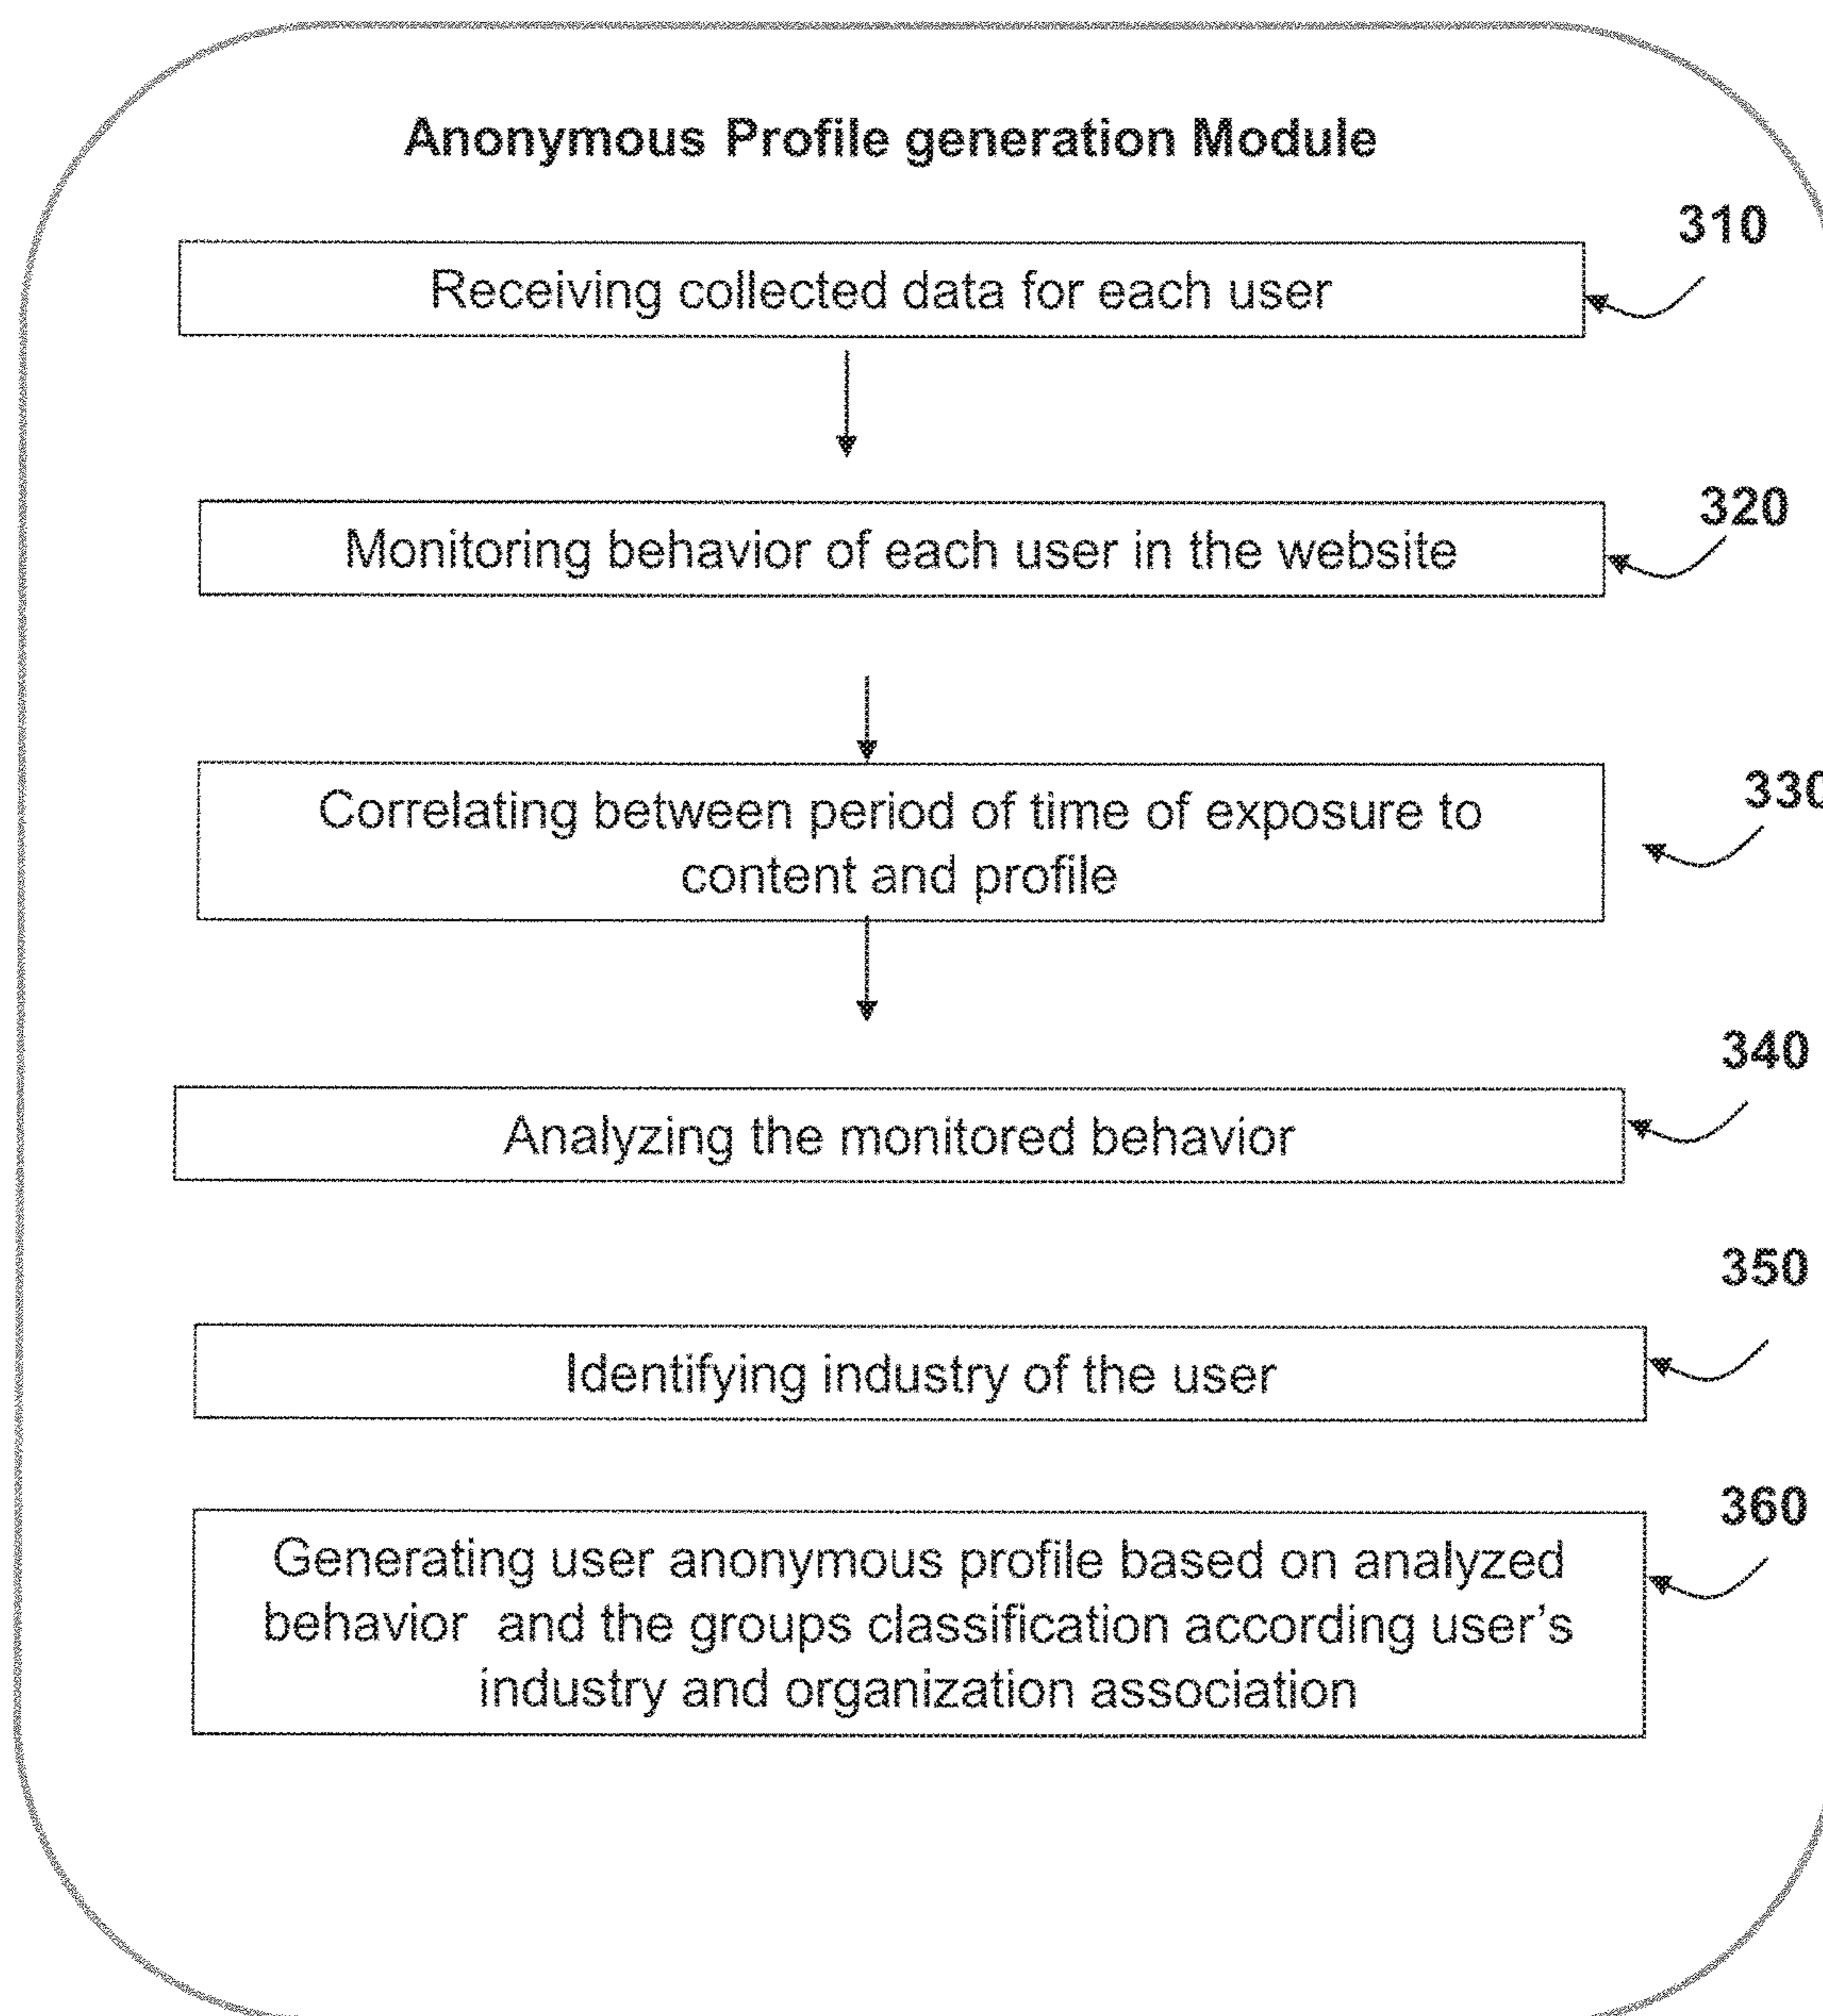 Anonymous Profile generation Module
310
Receiving collected data for each user
320
Monitoring behavior of each user in the website
330
Correlating between period of time of exposure to
content and profile
340
Analyzing the monitored behavior
350
Identifying industry of the user
360
Generating user anonymous profile based on analyzed
behavior and the groups classification according user's
industry and organization association